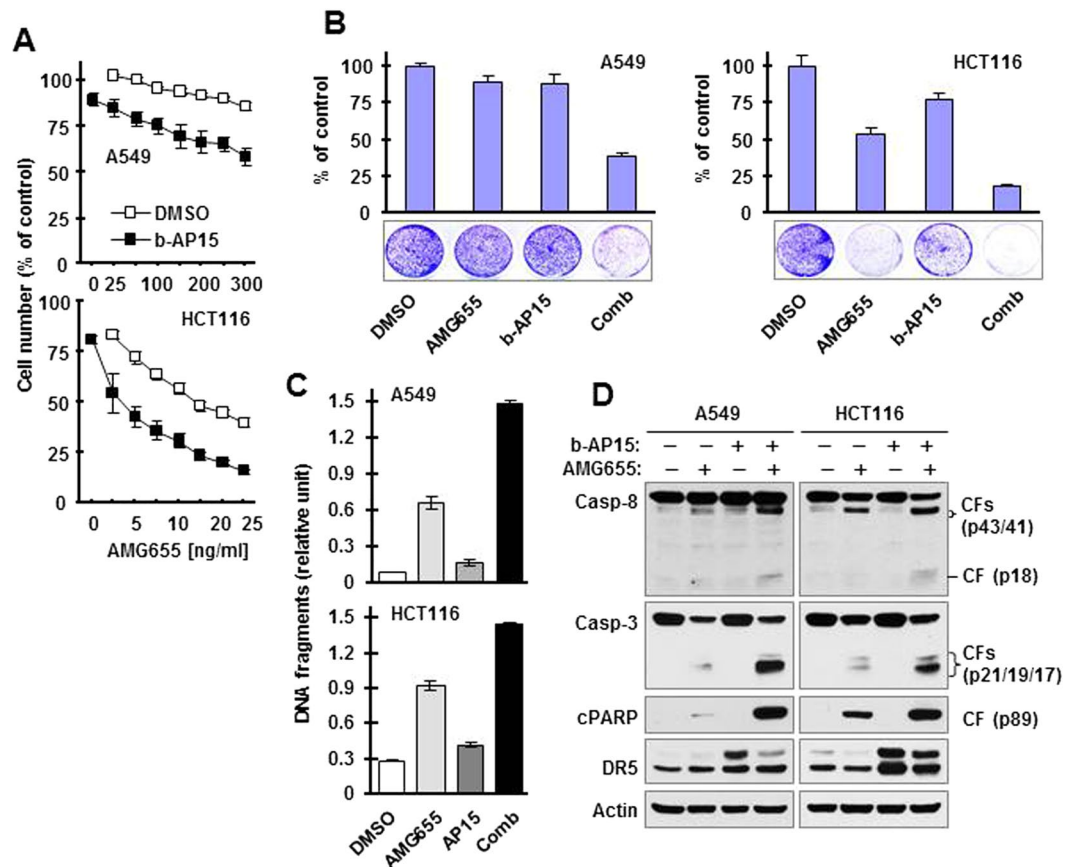 A
Cell number (% of control)
100
75
50
25
0
A549
DMSO
b-AP15
0 25 100 200 300
100
75
50
25
0
HCT116
0 5 10 20 25
AMG655 [ng/ml]
B
% of control
100
75
50
25
0
A549
DMSO
AMG655
b-AP15
Comb
% of control
100
75
50
25
0
HCT116
DMSO
AMG655
b-AP15
Comb
C
DNA fragments (relative unit)
1.5
1.2
0.9
0.6
0.3
0
A549
1.5
1.2
0.9
0.6
0.3
0
HCT116
DMSO
AMG655
AP15
Comb
D
A549 HCT116
b-AP15: – – + + – – + +
AMG655: – + – + – + – +
Casp-8
CFs
(p43/41)
CF (p18)
Casp-3
CFs
(p21/19/17)
cPARP
CF (p89)
DR5
Actin